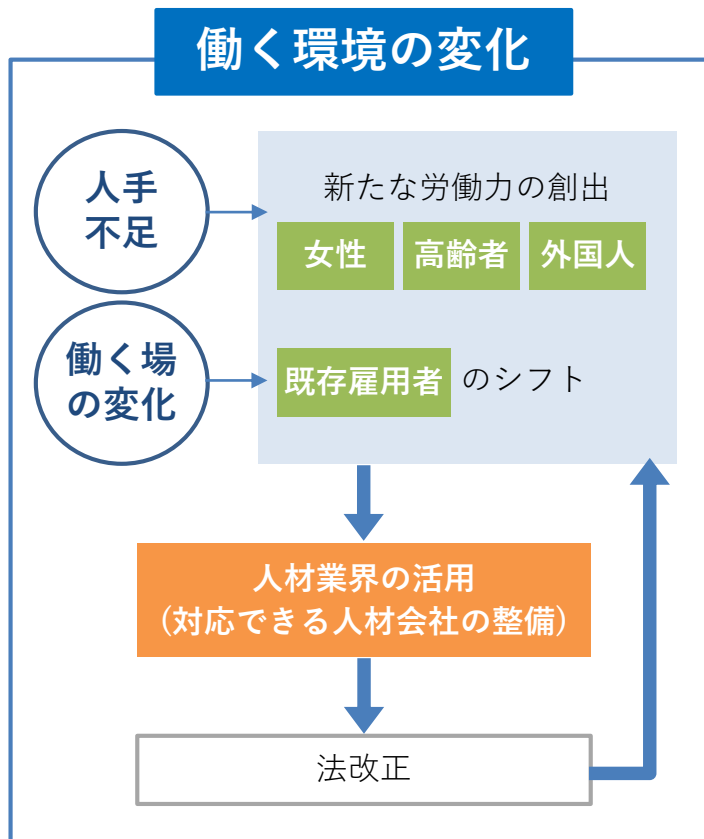 働く環境の変化
人手
不足
新たな労働力の創出
女性
高齢者
外国人
働く場
の変化
既存雇用者 のシフト
人材業界の活用
(対応できる人材会社の整備)
法改正